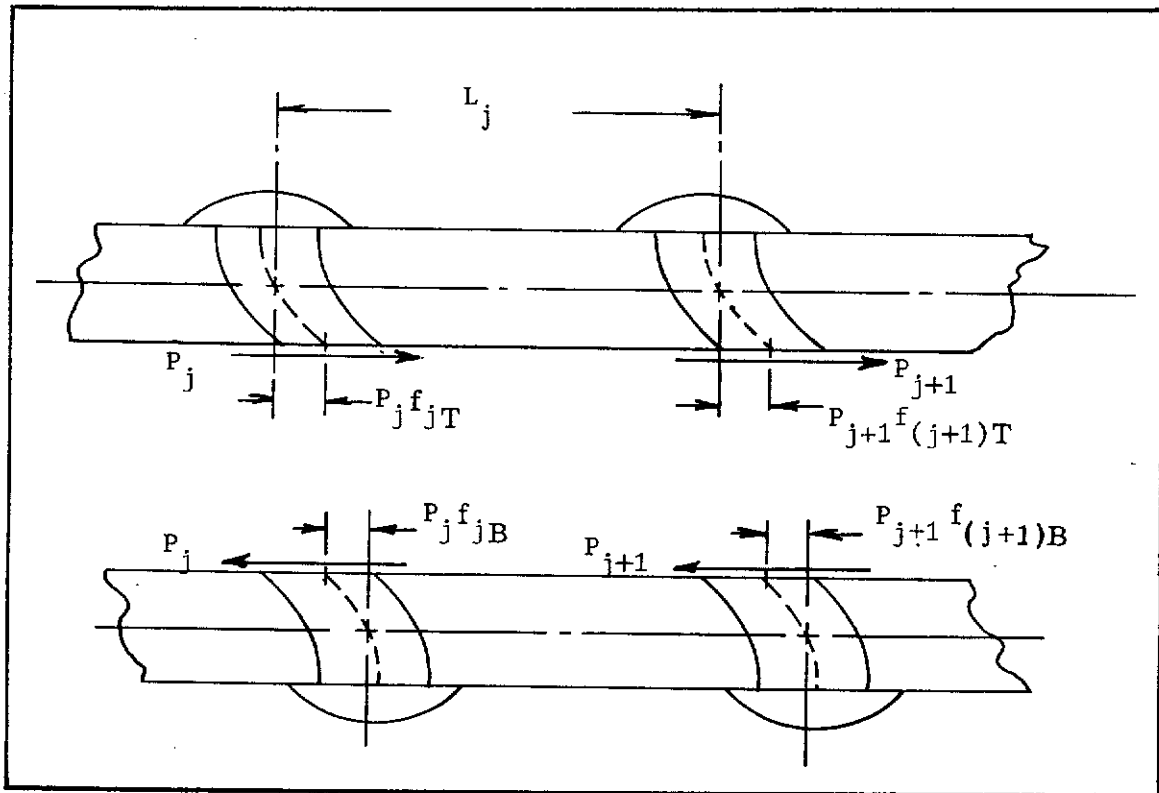 L_j
P_j
P_j f_jT
P_j+1
P_j+1 f_(j+1)T
P_j
P_j f_jB
P_j+1
P_j+1 f_(j+1)B